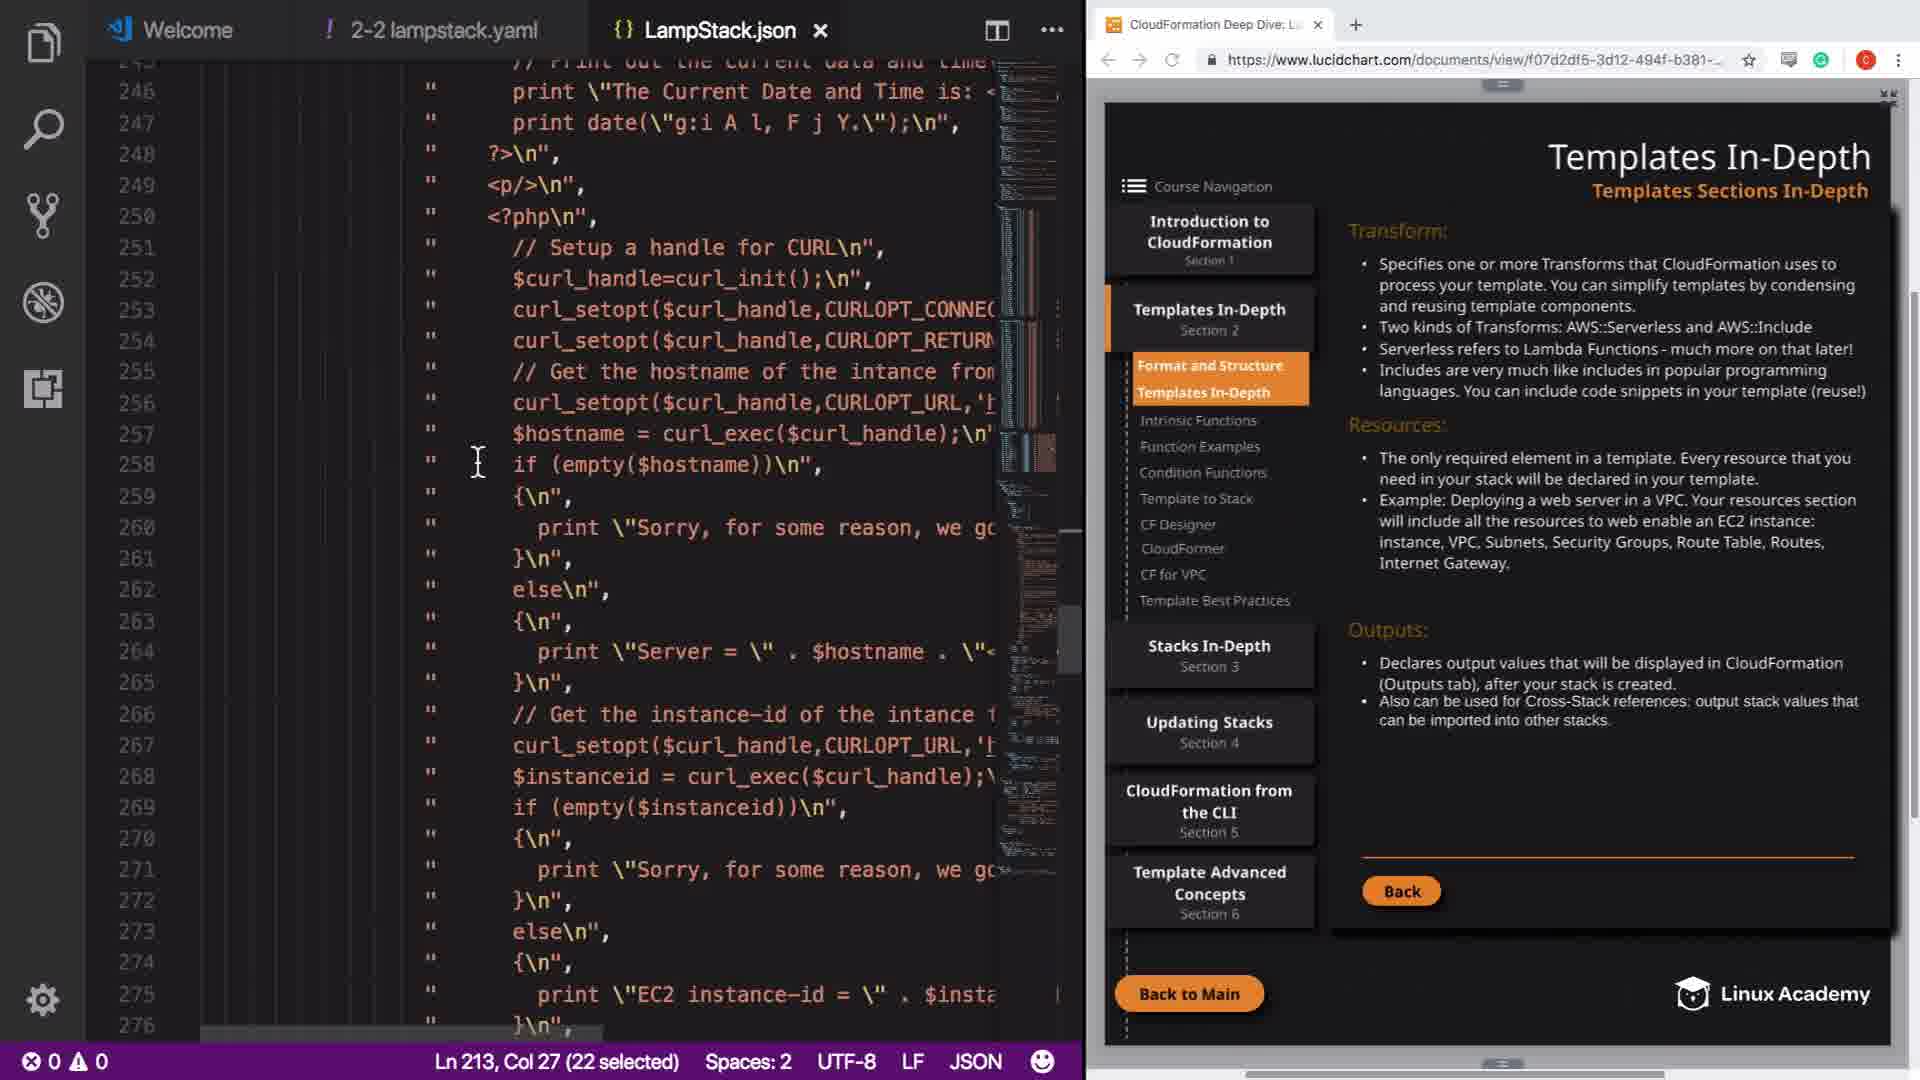 Welcome
! 2-2 lampstack.yaml
{} LampStack.json ×
246 " print \"The Current Date and Time is: <
247 " print date(\"g:i A l, F j Y.\");\n",
248 " ?>\n",
249 " <p/>\n",
250 " <?php\n",
251 " // Setup a handle for CURL\n",
252 " $curl_handle=curl_init();\n",
253 " curl_setopt($curl_handle,CURLOPT_CONNEC
254 " curl_setopt($curl_handle,CURLOPT_RETURN
255 " // Get the hostname of the intance from
256 " curl_setopt($curl_handle,CURLOPT_URL,'h
257 " $hostname = curl_exec($curl_handle);\n"
258 " if (empty($hostname))\n",
259 " {\n",
260 " print \"Sorry, for some reason, we go
261 " }\n",
262 " else\n",
263 " {\n",
264 " print \"Server = \" . $hostname . \"<
265 " }\n",
266 " // Get the instance-id of the intance f
267 " curl_setopt($curl_handle,CURLOPT_URL,'h
268 " $instanceid = curl_exec($curl_handle);\
269 " if (empty($instanceid))\n",
270 " {\n",
271 " print \"Sorry, for some reason, we go
272 " }\n",
273 " else\n",
274 " {\n",
275 " print \"EC2 instance-id = \" . $insta
276 " }\n",
0 0
Ln 213, Col 27 (22 selected) Spaces: 2 UTF-8 LF JSON
CloudFormation Deep Dive:
https://www.lucidchart.com/documents/view/f07d2df5-3d12-494f-b381-...
C
Templates In-Depth
Templates Sections In-Depth
Course Navigation
Introduction to
CloudFormation
Section 1
Templates In-Depth
Section 2
Format and Structure
Templates In-Depth
Intrinsic Functions
Function Examples
Condition Functions
Template to Stack
CF Designer
CloudFormer
CF for VPC
Template Best Practices
Stacks In-Depth
Section 3
Updating Stacks
Section 4
CloudFormation from
the CLI
Section 5
Template Advanced
Concepts
Section 6
Back to Main
Transform:
• Specifies one or more Transforms that CloudFormation uses to
process your template. You can simplify templates by condensing
and reusing template components.
• Two kinds of Transforms: AWS::Serverless and AWS::Include
• Serverless refers to Lambda Functions - much more on that later!
• Includes are very much like includes in popular programming
languages. You can include code snippets in your template (reuse!)
Resources:
• The only required element in a template. Every resource that you
need in your stack will be declared in your template.
• Example: Deploying a web server in a VPC. Your resources section
will include all the resources to web enable an EC2 instance:
instance, VPC, Subnets, Security Groups, Route Table, Routes,
Internet Gateway.
Outputs:
• Declares output values that will be displayed in CloudFormation
(Outputs tab), after your stack is created.
• Also can be used for Cross-Stack references: output stack values that
can be imported into other stacks.
Back
Linux Academy